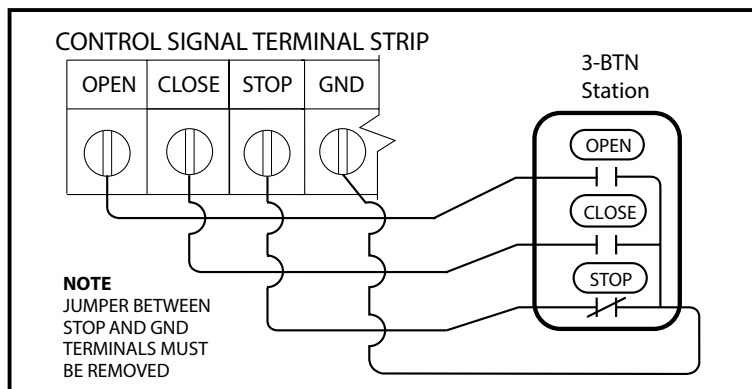 CONTROL SIGNAL TERMINAL STRIP
OPEN CLOSE STOP GND
3-BTN
Station
OPEN
CLOSE
STOP
NOTE
JUMPER BETWEEN
STOP AND GND
TERMINALS MUST
BE REMOVED